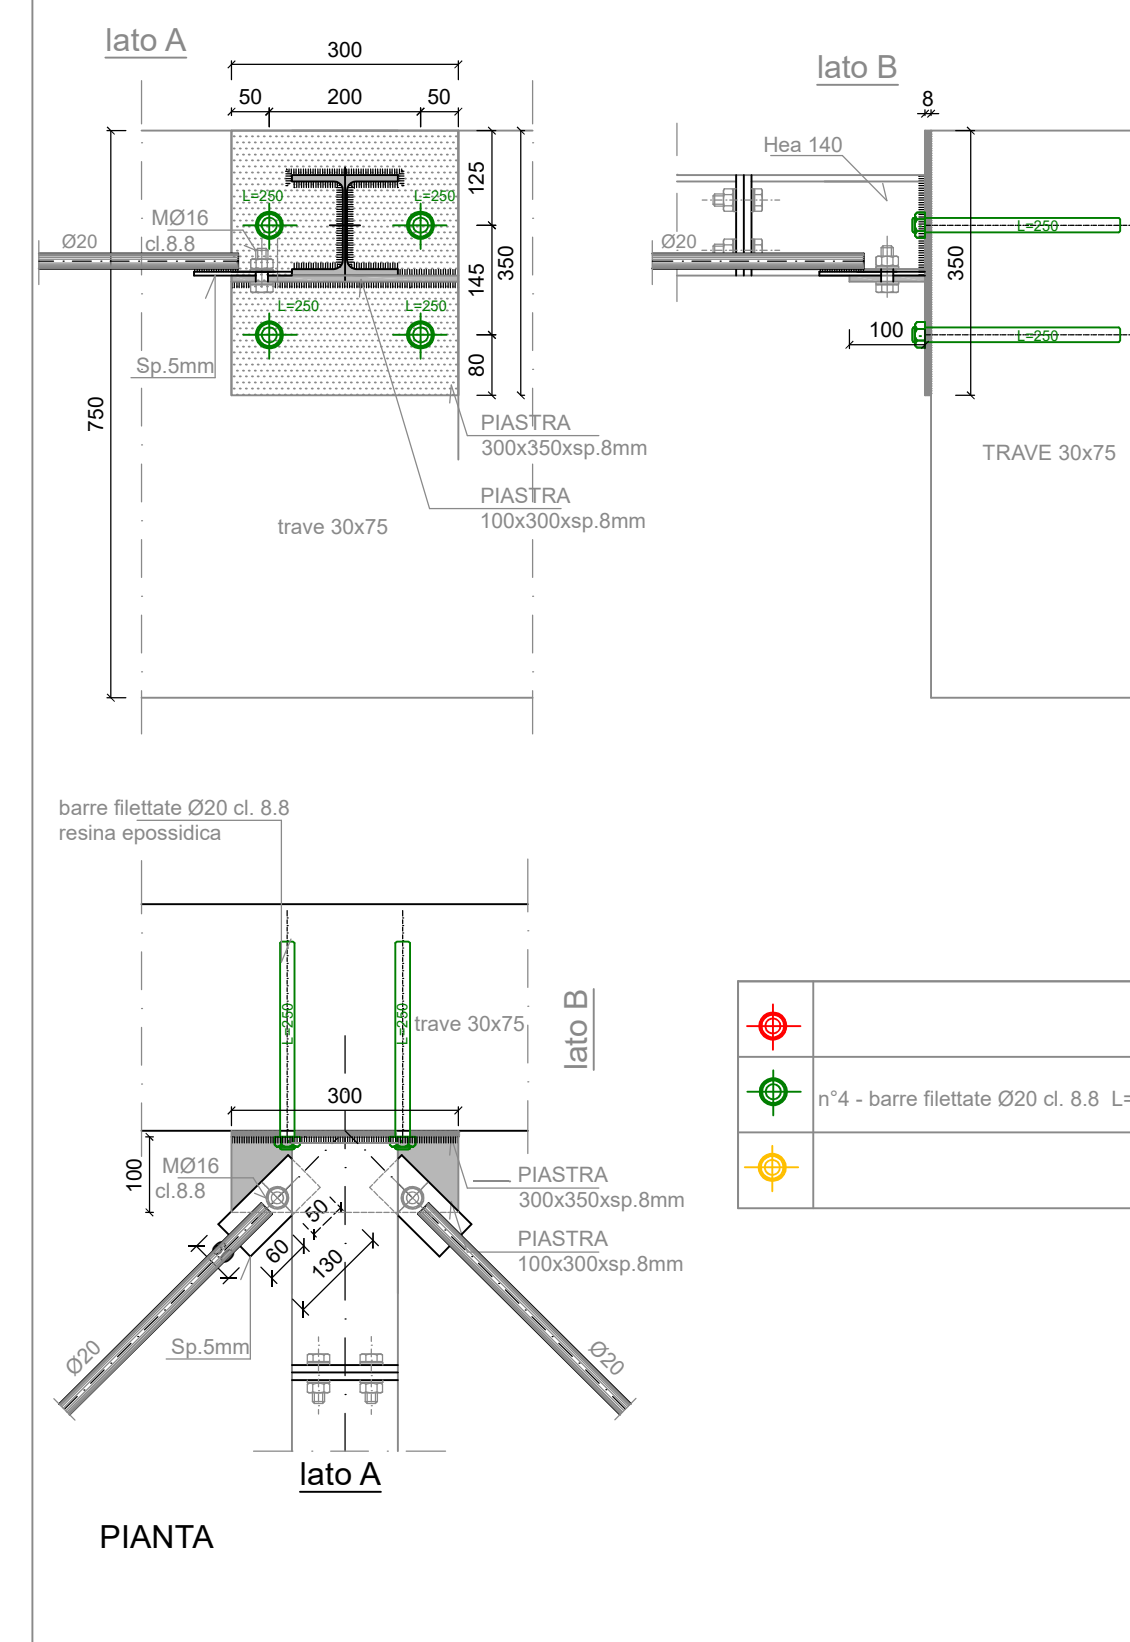 lato A
300
50
200
50
L=250
L=250
MØ16
cl.8.8
Ø20
125
145
350
80
L=250
L=250
Sp.5mm
750
PIASTRA
300x350xsp.8mm
PIASTRA
100x300xsp.8mm
trave 30x75
lato B
8
Hea 140
Ø20
L=250
350
100
L=250
TRAVE 30x75
barre filettate Ø20 cl. 8.8
resina epossidica
L=250
L=250
trave 30x75
lato B
300
100
MØ16
cl.8.8
PIASTRA
300x350xsp.8mm
PIASTRA
100x300xsp.8mm
50
60
130
Sp.5mm
Ø20
Ø20
lato A
PIANTA
n°4 - barre filettate Ø20 cl. 8.8 L=